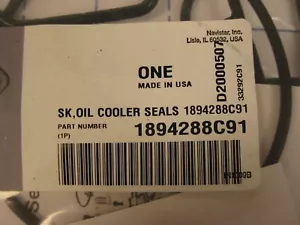 Navistar, Inc.
Lisle, IL 60532, USA
ONE
MADE IN USA
D2000507
33292C91
SK,OIL COOLER SEALS 1894288C91
PART NUMBER
1894288C91
(1P)